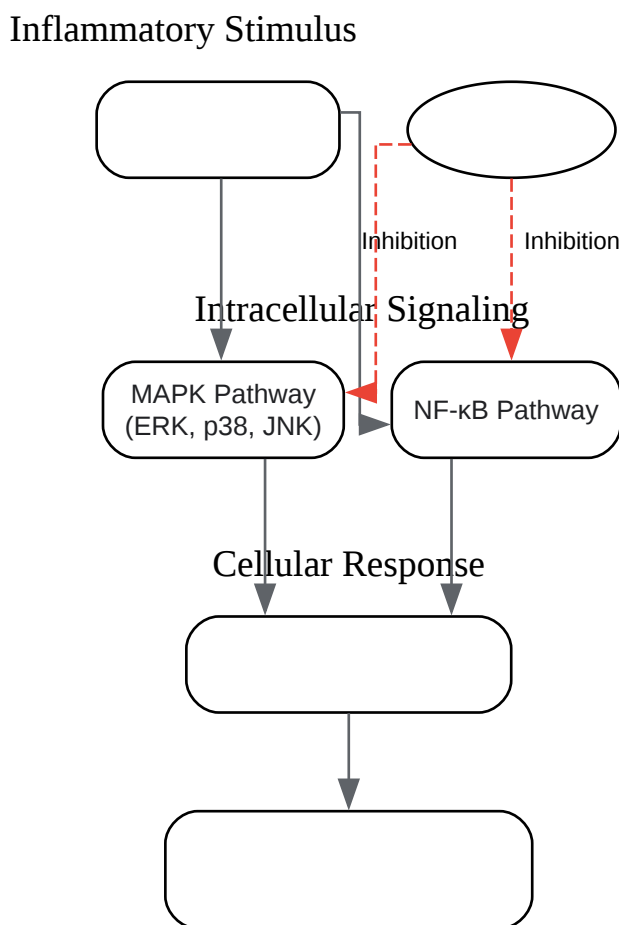 Inflammatory Stimulus
Inhibition
Inhibition
Intracellular Signaling
MAPK Pathway
(ERK, p38, JNK)
NF-κB Pathway
Cellular Response